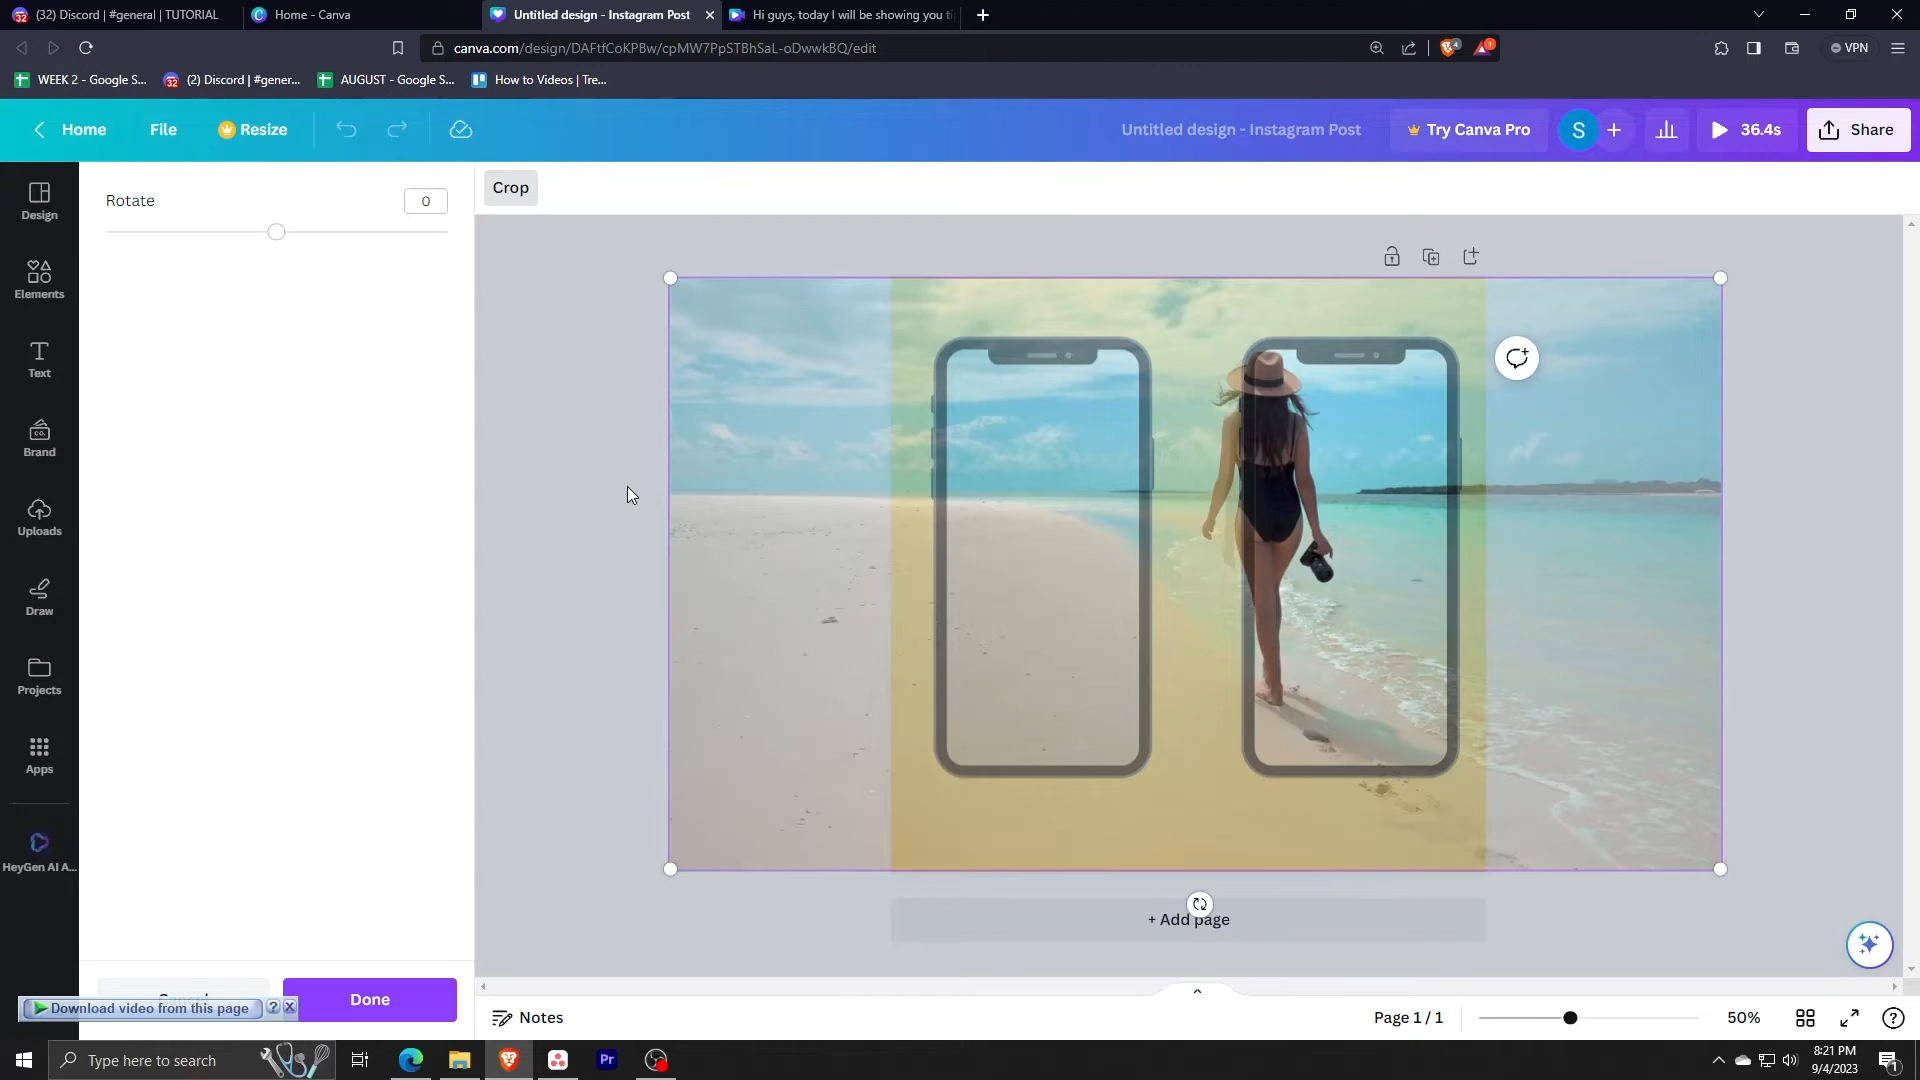 (32) Discord | #general | TUTORIAL
Home - Canva
Untitled design - Instagram Post
Hi guys, today I will be showing you ti
canva.com/design/DAFtfCoKPBw/cpMW7PpSTBhSaL-oDwwkBQ/edit
VPN
WEEK 2 - Google S...
(2) Discord | #gener...
AUGUST - Google S...
How to Videos | Tre...
Home
File
Resize
Untitled design - Instagram Post
Try Canva Pro
S
36.4s
Share
Design
Elements
Text
Brand
Uploads
Draw
Projects
Apps
HeyGen AI A...
Rotate
0
Crop
+ Add page
Cancel
Done
Download video from this page
Notes
Page 1 / 1
50%
Type here to search
Pr
8:21 PM
9/4/2023